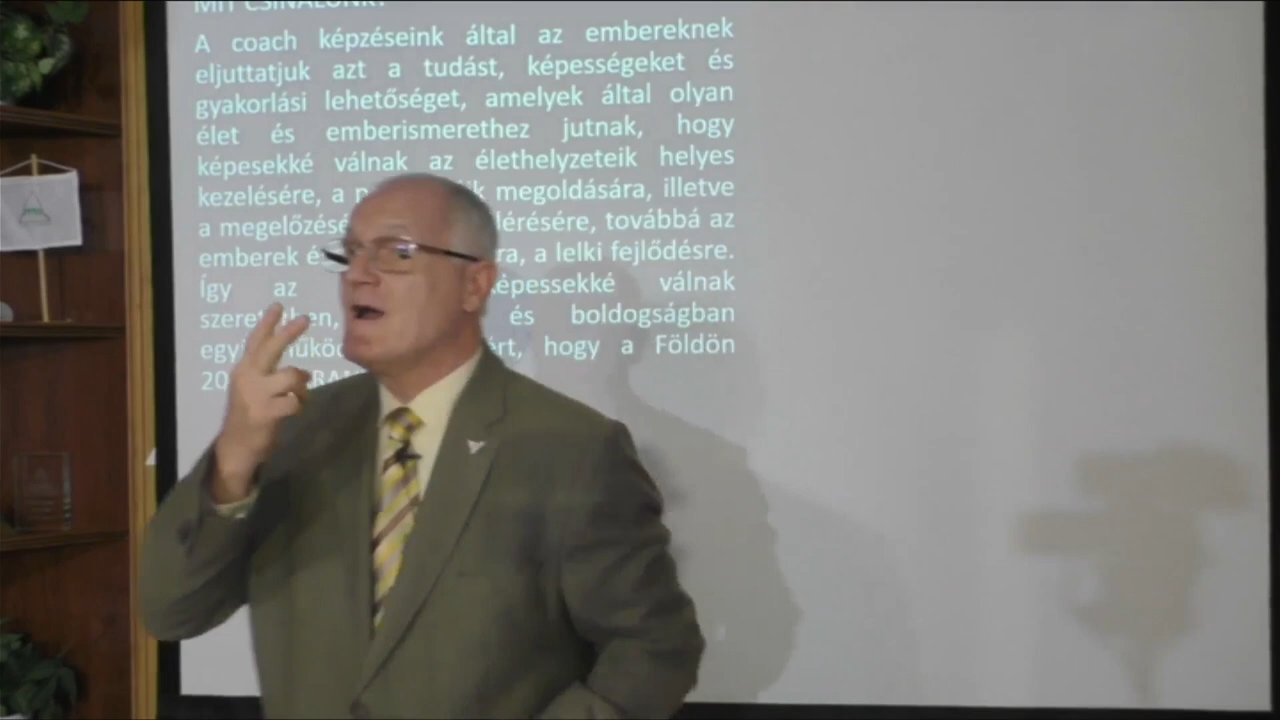 MIT CSINÁLUNK?
A coach képzéseink által az embereknek
eljuttatjuk azt a tudást, képességeket és
gyakorlási lehetőséget, amelyek által olyan
élet és emberismerethez jutnak, hogy
képesekké válnak az élethelyzeteik helyes
kezelésére, a megoldására, illetve
a továbbá az
emberek a lelki fejlődésre.
Így az válnak
és boldogságban
hogy a Földön